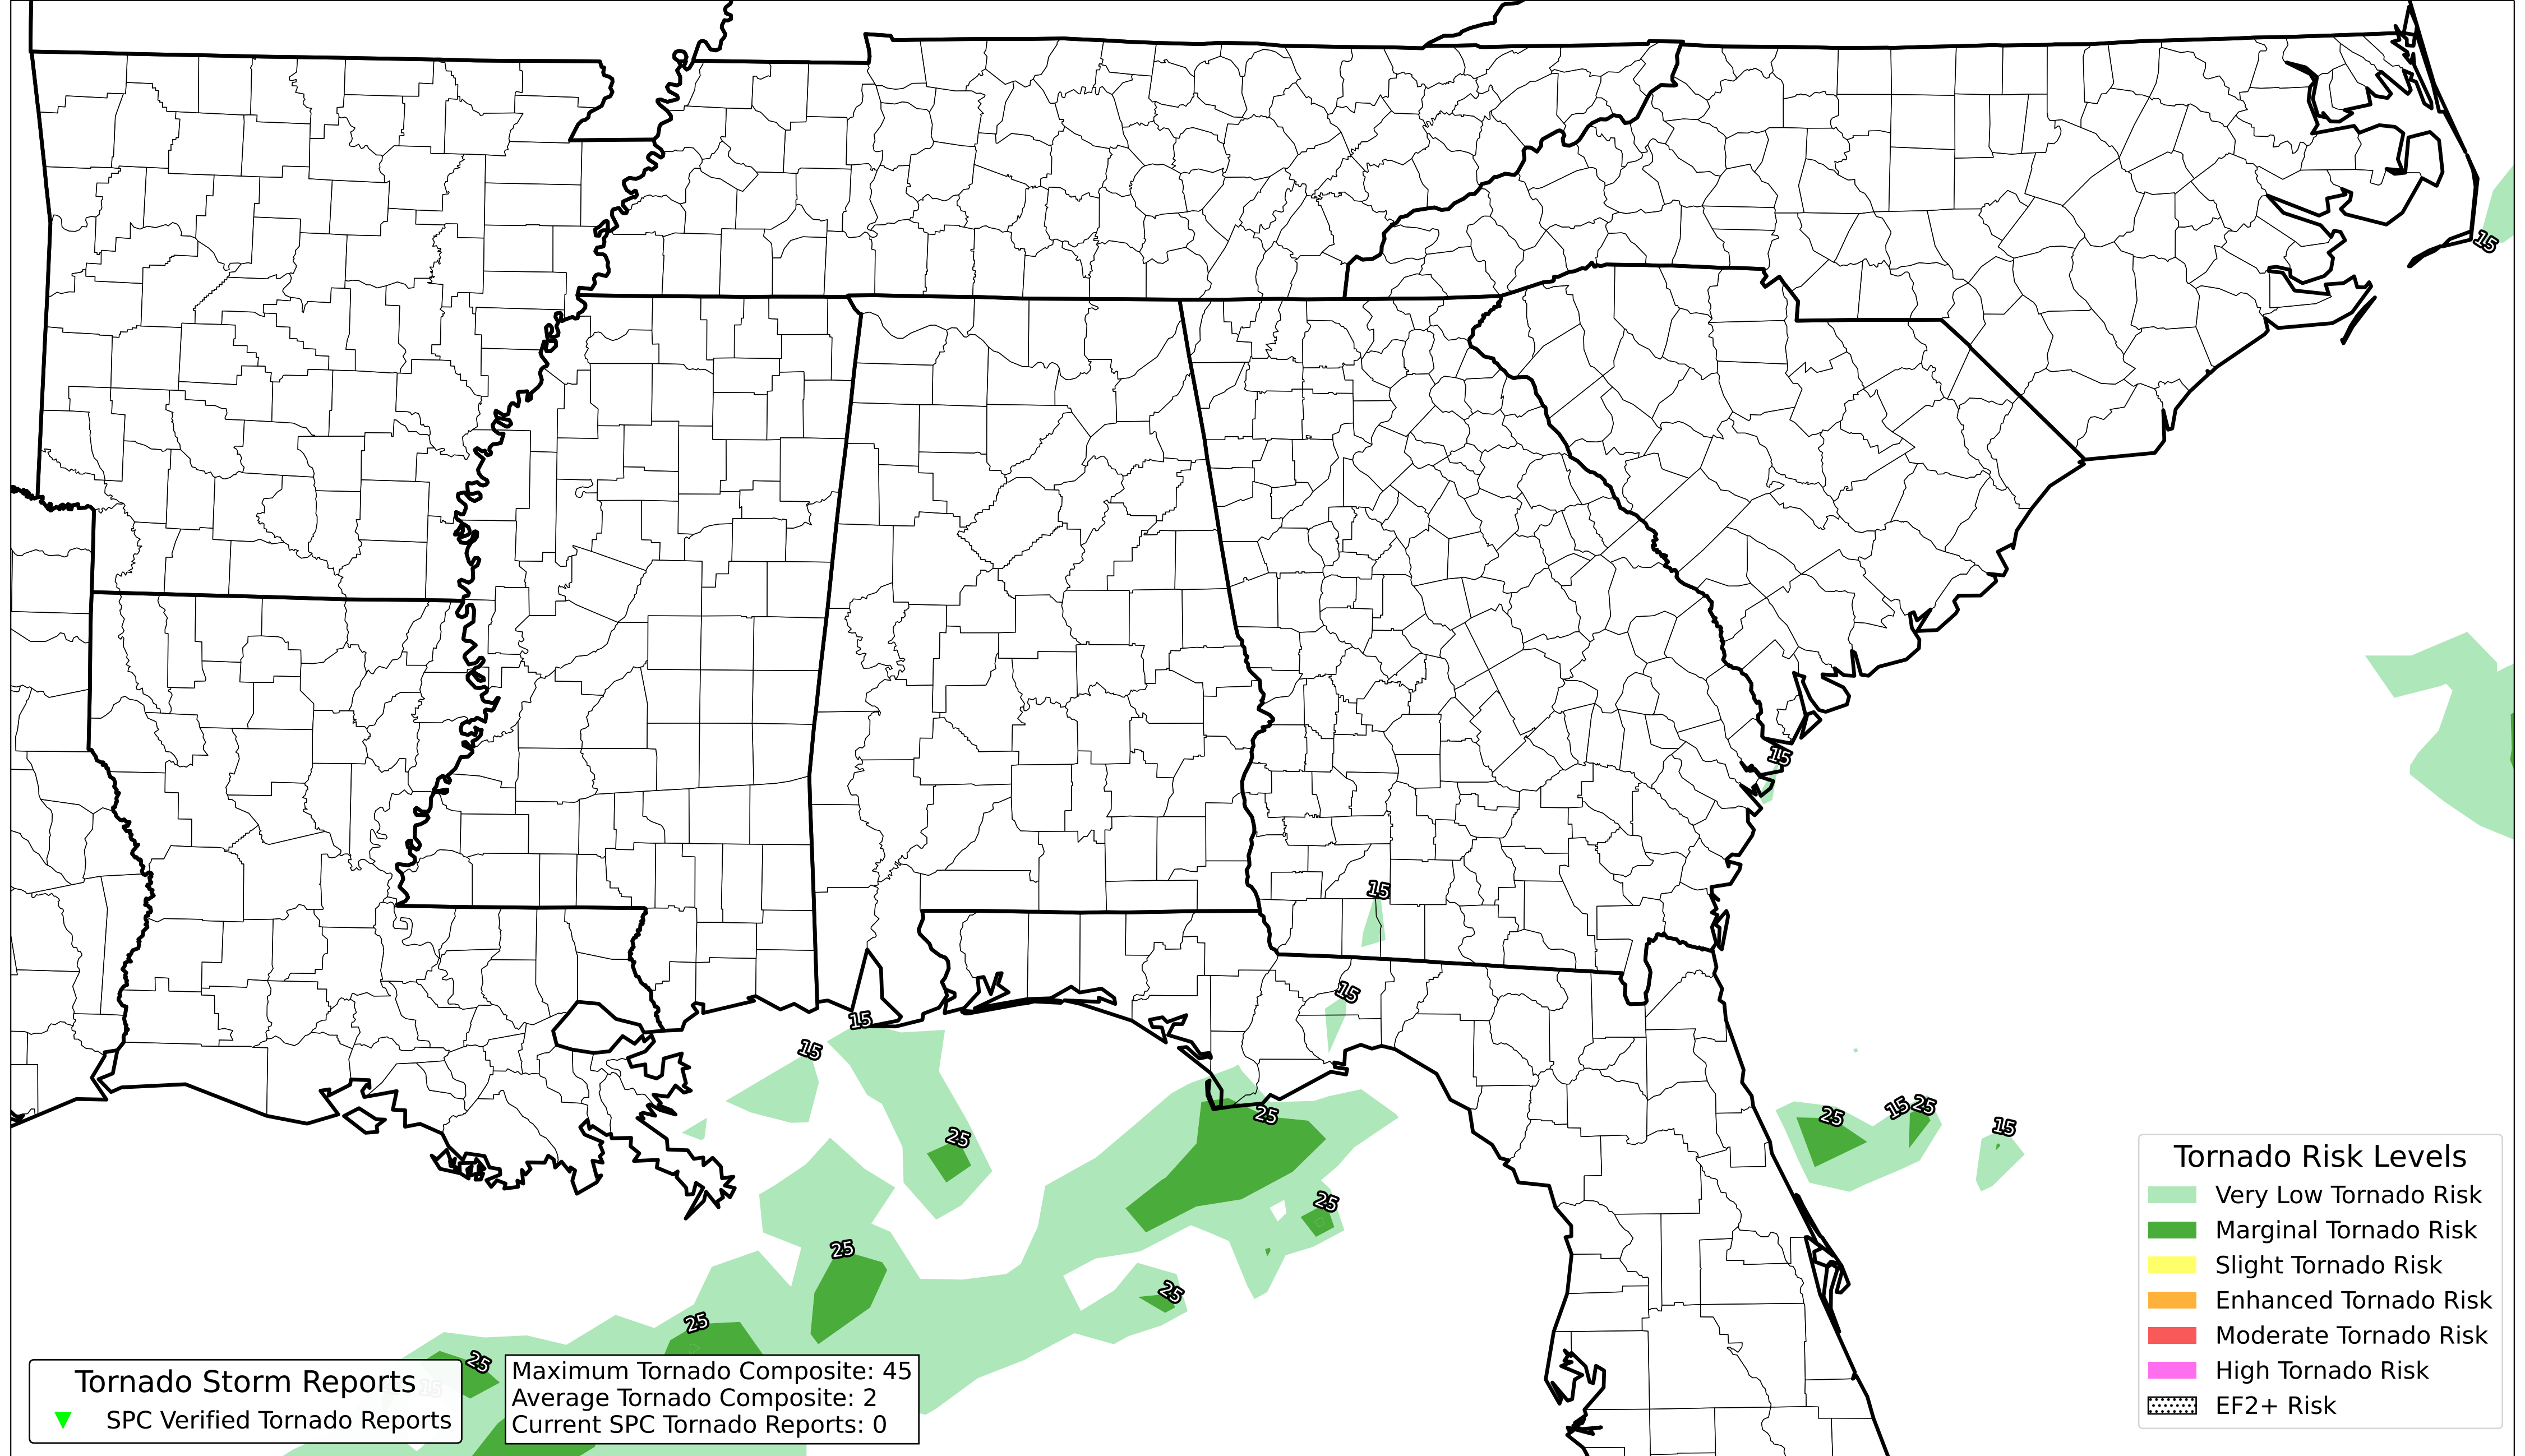 15
15
15
15
15
15
25
25
15
25
15
25
25
25
25
25
15
25
Tornado Storm Reports
SPC Verified Tornado Reports
Maximum Tornado Composite: 45
Average Tornado Composite: 2
Current SPC Tornado Reports: 0
Tornado Risk Levels
Very Low Tornado Risk
Marginal Tornado Risk
Slight Tornado Risk
Enhanced Tornado Risk
Moderate Tornado Risk
High Tornado Risk
EF2+ Risk